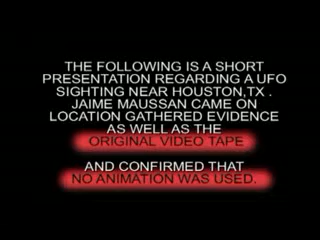 THE FOLLOWING IS A SHORT
PRESENTATION REGARDING A UFO
SIGHTING NEAR HOUSTON,TX .
JAIME MAUSSAN CAME ON
LOCATION GATHERED EVIDENCE
AS WELL AS THE
ORIGINAL VIDEO TAPE
AND CONFIRMED THAT
NO ANIMATION WAS USED.